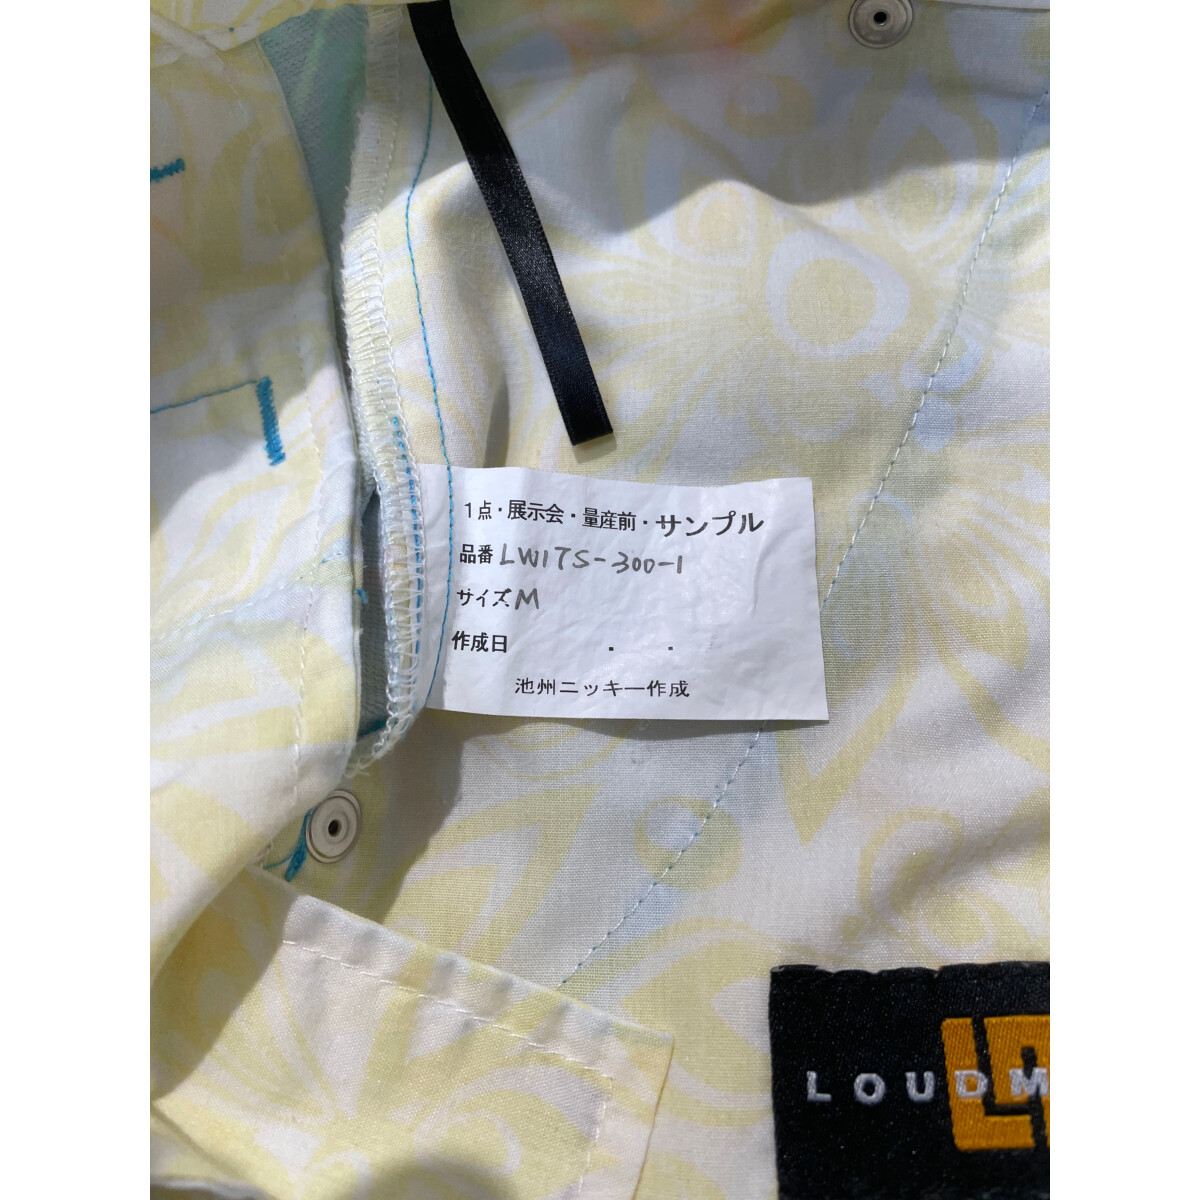 1点・展示会・量産前・サンプル
品番 LW17S-300-1
サイズ M
作成日 . .
池州ニッキー作成
LOUDM